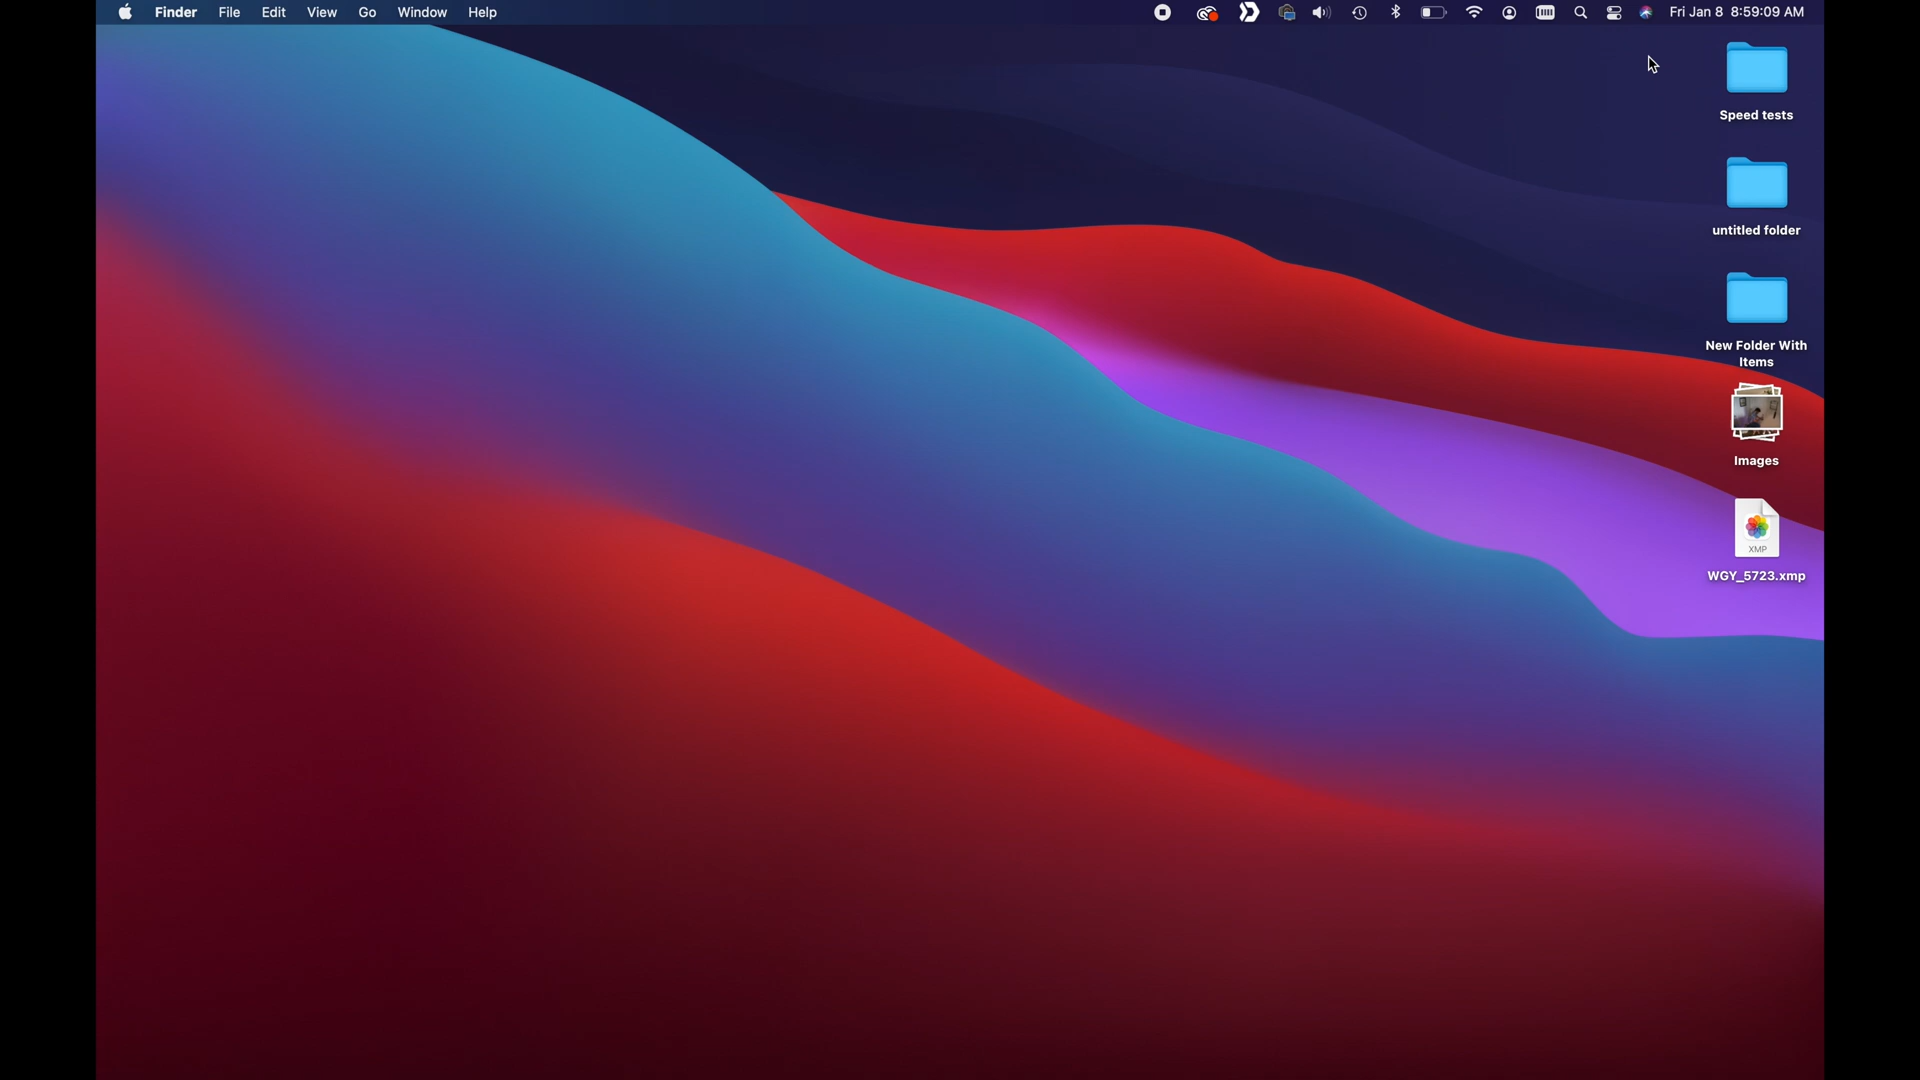 Finder File Edit View Go Window Help Fri Jan 8 8:59:09 AM
Speed tests
untitled folder
New Folder With
Items
Images
XMP
WGY_5723.xmp